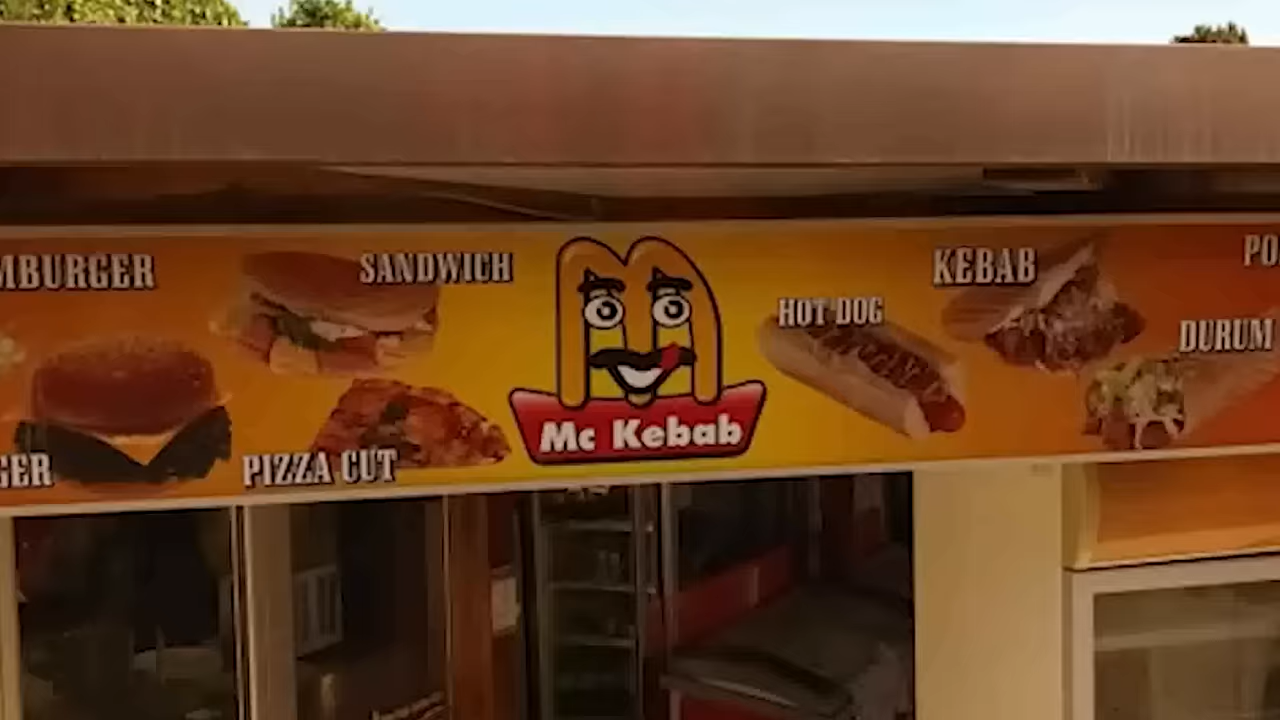 MBURGER
SANDWICH
KEBAB
HOT DOG
DURUM
GER
PIZZA CUT
Mc Kebab